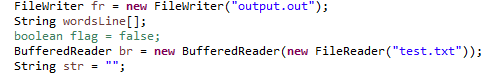 FileWriter fr = new FileWriter("output.out");
String wordsLine[];
boolean flag = false;
BufferedReader br = new BufferedReader(new FileReader("test.txt"));
String str = "";